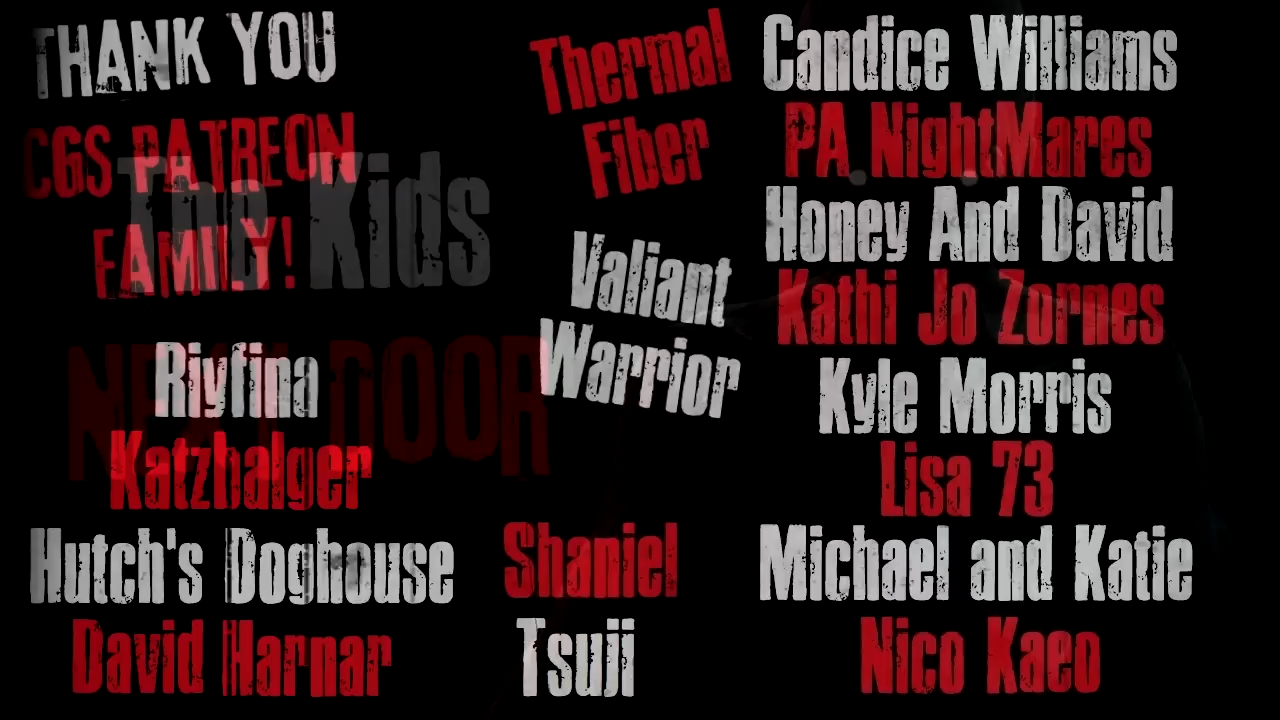 THANK YOU
CGS PATREON
FAMILY!
The Kids
NEXT DOOR
Riyfina
Katzbalger
Hutch's Doghouse
David Harnar
Thermal
Fiber
Valiant
Warrior
Shaniel
Tsuji
Candice Williams
PA NightMares
Honey And David
Kathi Jo Zornes
Kyle Morris
Lisa 73
Michael and Katie
Nico Kaeo